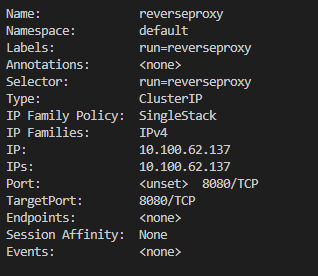 Name: reverseproxy
Namespace: default
Labels: run=reverseproxy
Annotations: <none>
Selector: run=reverseproxy
Type: ClusterIP
IP Family Policy: SingleStack
IP Families: IPv4
IP: 10.100.62.137
IPs: 10.100.62.137
Port: <unset> 8080/TCP
TargetPort: 8080/TCP
Endpoints: <none>
Session Affinity: None
Events: <none>